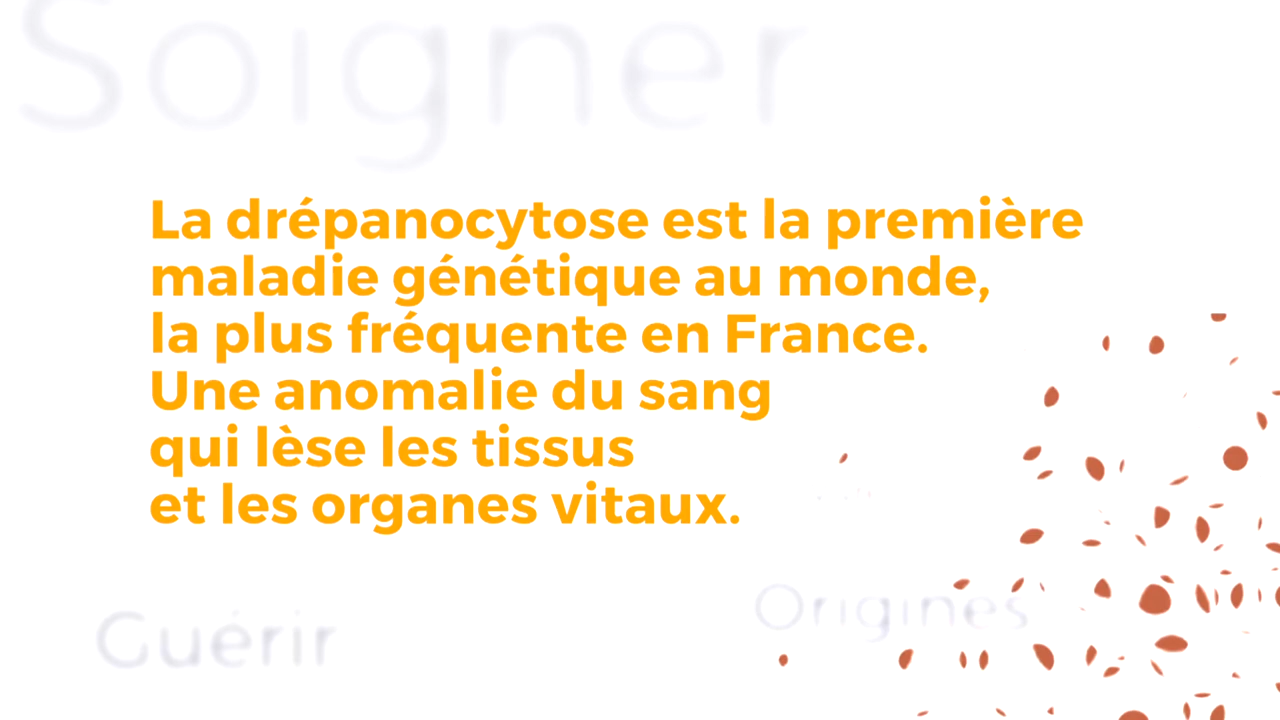 Soigner
La drépanocytose est la première
maladie génétique au monde,
la plus fréquente en France.
Une anomalie du sang
qui lèse les tissus
et les organes vitaux.
Origines
Guérir